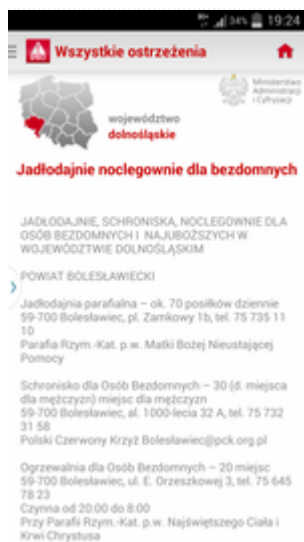 34% 19:24
Wszystkie ostrzeżenia
Ministerstwo
Administracji
i Cyfryzacji
województwo
dolnośląskie
Jadłodajnie noclegownie dla bezdomnych
JADŁODAJNIE, SCHRONISKA, NOCLEGOWNIE DLA
OSÓB BEZDOMNYCH I NAJUBOŻSZYCH W
WOJEWÓDZTWIE DOLNOŚLĄSKIM
POWIAT BOLESŁAWIECKI
Jadłodajnia parafialna – ok. 70 posiłków dziennie
59-700 Bolesławiec, pl. Zamkowy 1b, tel. 75 735 11
10
Parafia Rzym.-Kat. p.w. Matki Bożej Nieustającej
Pomocy
Schronisko dla Osób Bezdomnych – 30 (d. miejsca
dla mężczyzn) miejsc dla mężczyzn
59-700 Bolesławiec, al. 1000-lecia 32 A, tel. 75 732
31 58
Polski Czerwony Krzyż Bolesławiec@pck.org.pl
Ogrzewalnia dla Osób Bezdomnych – 20 miejsc
59-700 Bolesławiec, ul. E. Orzeszkowej 3, tel. 75 645
78 23
Czynna od 20:00 do 8:00
Przy Parafii Rzym.-Kat. p.w. Najświętszego Ciała i
Krwi Chrystusa